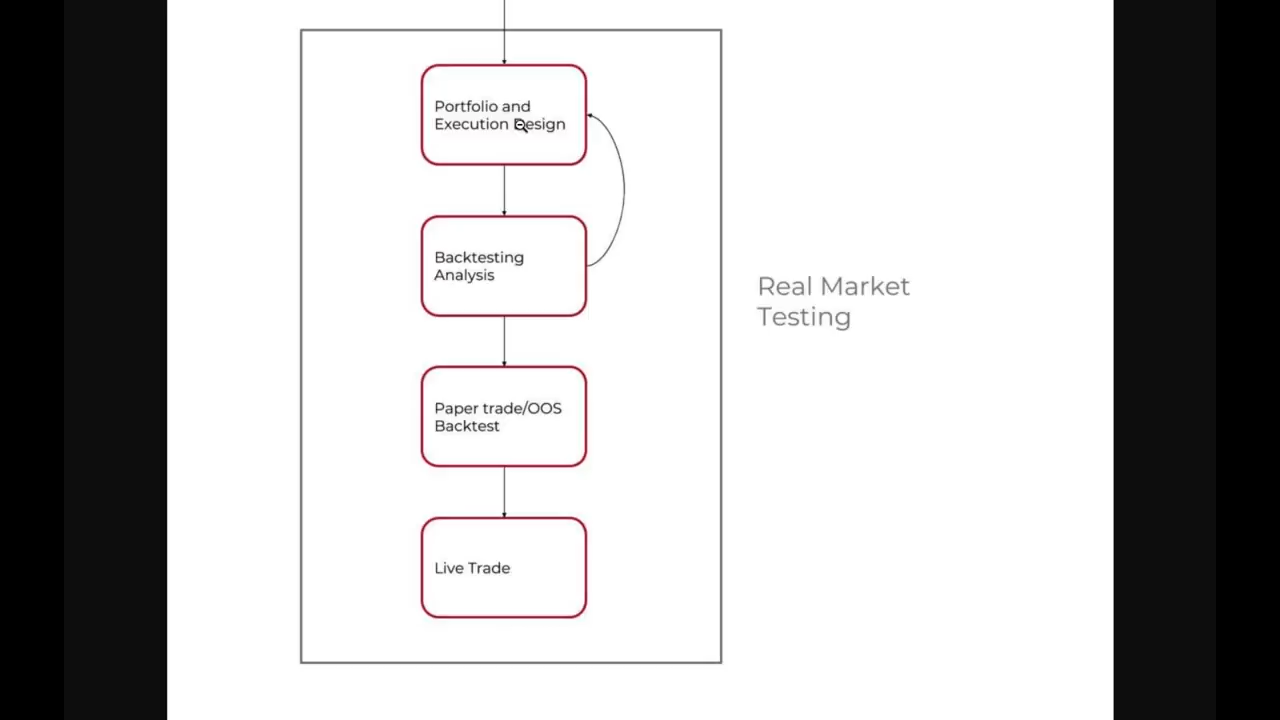 Portfolio and
Execution Design
Backtesting
Analysis
Real Market
Testing
Paper trade/OOS
Backtest
Live Trade